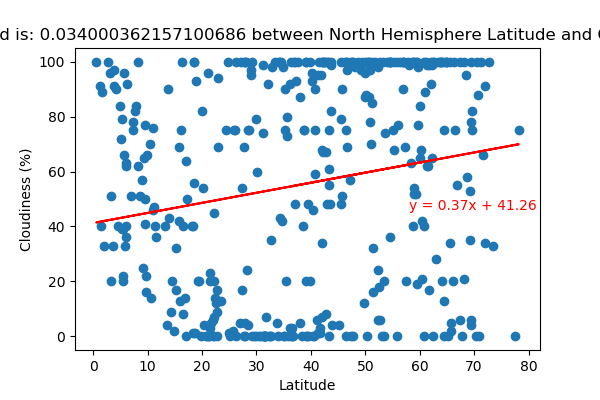 d is: 0.034000362157100686 between North Hemisphere Latitude and
100
80
60
40
20
0
Cloudiness (%)
y = 0.37x + 41.26
0 10 20 30 40 50 60 70 80
Latitude